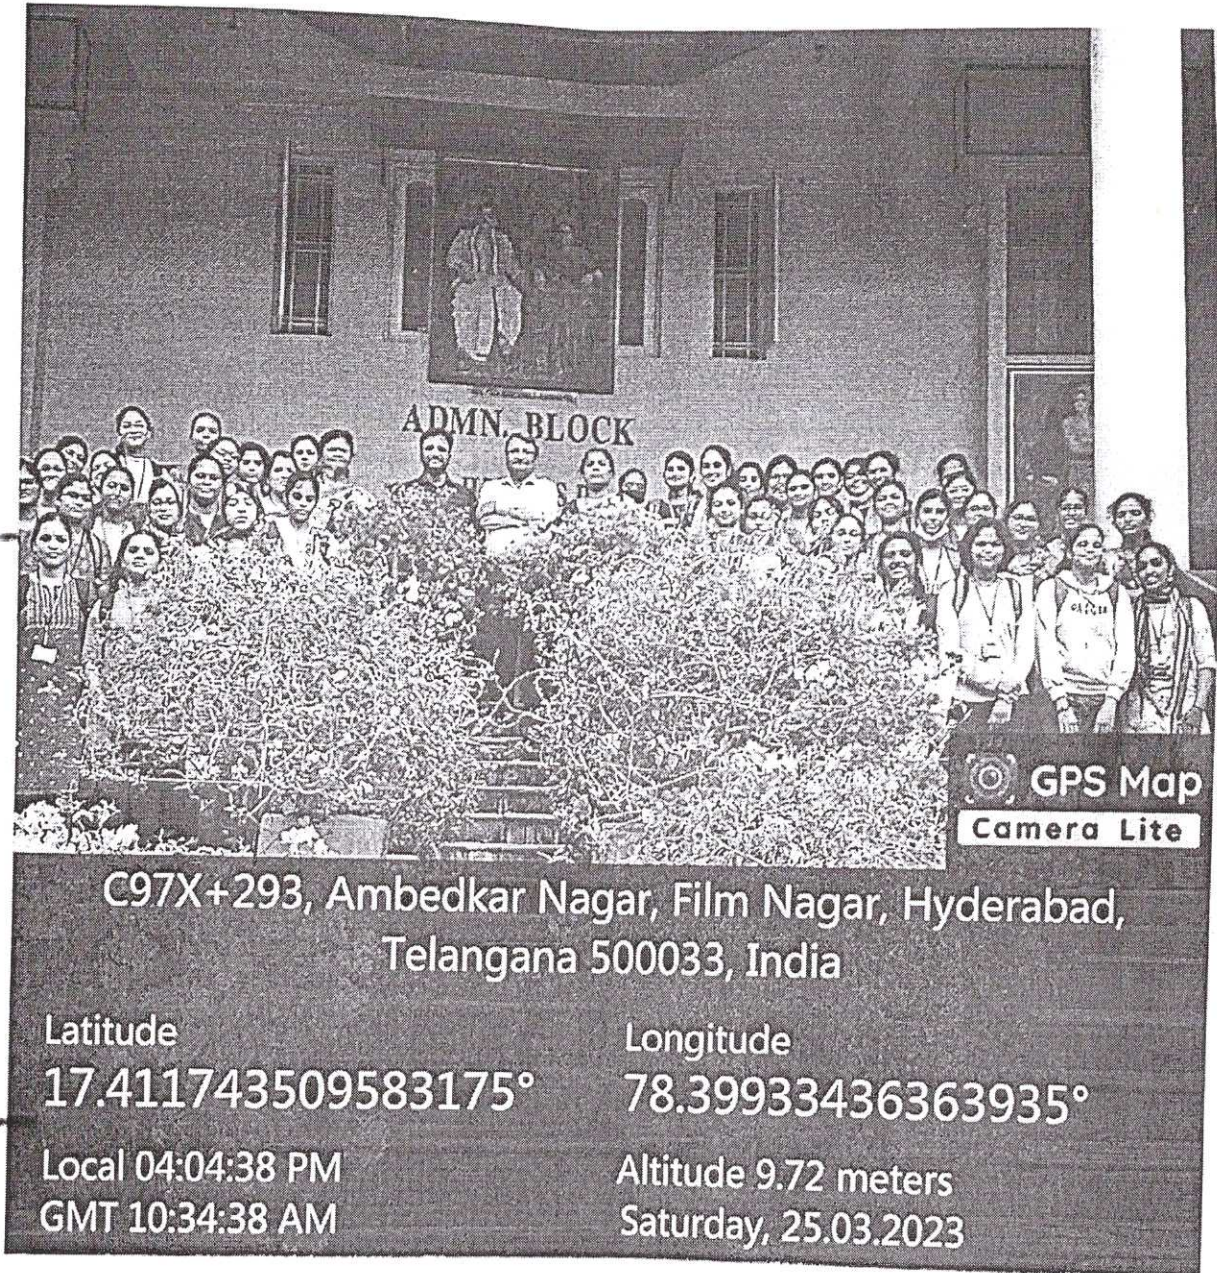 ADMN. BLOCK
GPS Map
Camera Lite
C97X+293, Ambedkar Nagar, Film Nagar, Hyderabad,
Telangana 500033, India
Latitude
17.411743509583175°
Longitude
78.39933436363935°
Local 04:04:38 PM
GMT 10:34:38 AM
Altitude 9.72 meters
Saturday, 25.03.2023